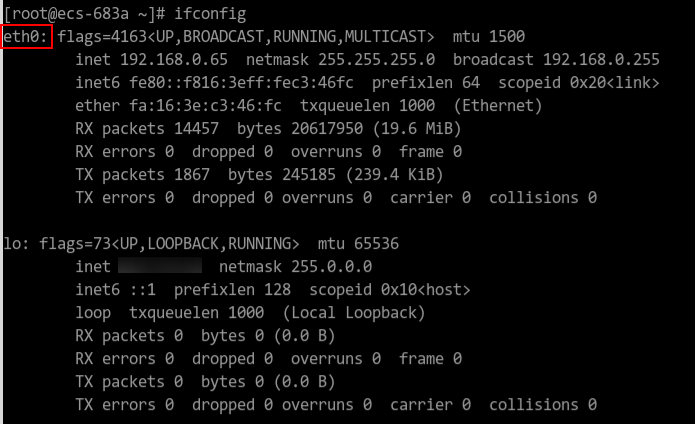 [root@ecs-683a ~]# ifconfig
eth0: flags=4163<UP,BROADCAST,RUNNING,MULTICAST>  mtu 1500
        inet 192.168.0.65  netmask 255.255.255.0  broadcast 192.168.0.255
        inet6 fe80::f816:3eff:fec3:46fc  prefixlen 64  scopeid 0x20<link>
        ether fa:16:3e:c3:46:fc  txqueuelen 1000  (Ethernet)
        RX packets 14457  bytes 20617950 (19.6 MiB)
        RX errors 0  dropped 0  overruns 0  frame 0
        TX packets 1867  bytes 245185 (239.4 KiB)
        TX errors 0  dropped 0 overruns 0  carrier 0  collisions 0

lo: flags=73<UP,LOOPBACK,RUNNING>  mtu 65536
        inet  netmask 255.0.0.0
        inet6 ::1  prefixlen 128  scopeid 0x10<host>
        loop  txqueuelen 1000  (Local Loopback)
        RX packets 0  bytes 0 (0.0 B)
        RX errors 0  dropped 0  overruns 0  frame 0
        TX packets 0  bytes 0 (0.0 B)
        TX errors 0  dropped 0 overruns 0  carrier 0  collisions 0